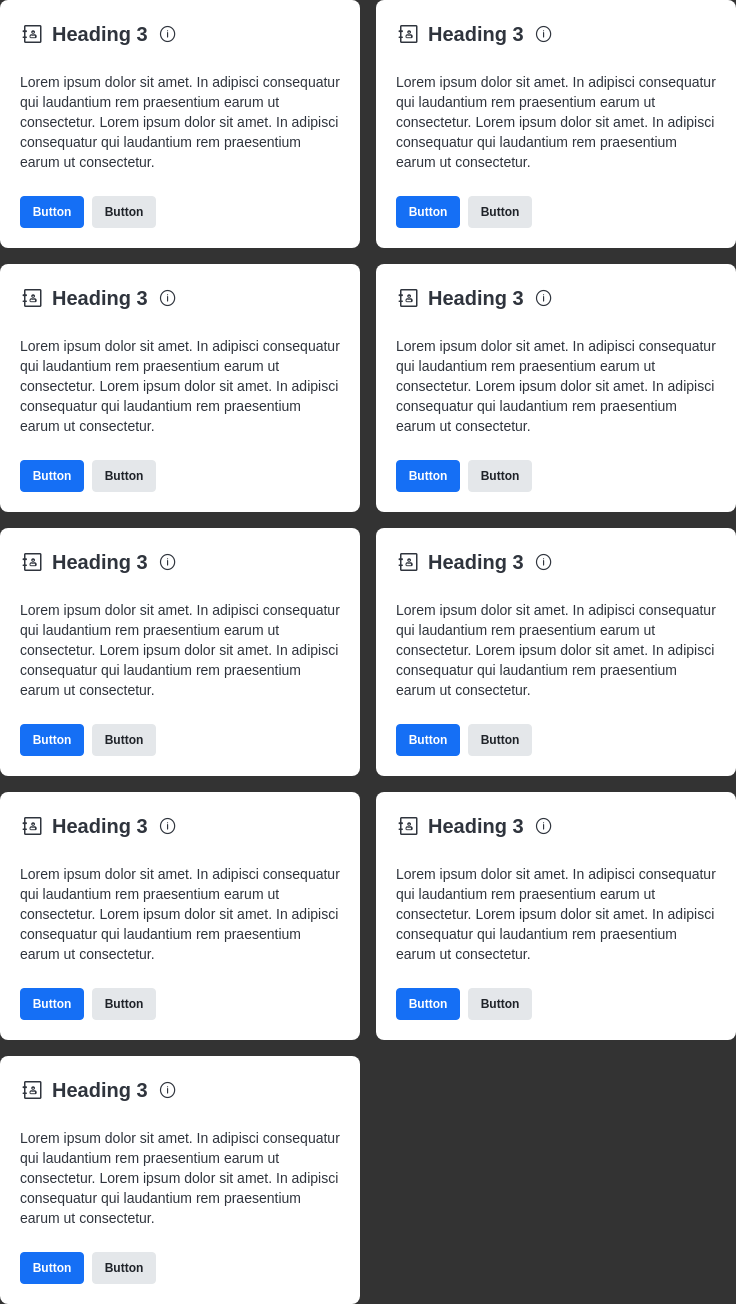 Heading 3
Lorem ipsum dolor sit amet. In adipisci consequatur
qui laudantium rem praesentium earum ut
consectetur. Lorem ipsum dolor sit amet. In adipisci
consequatur qui laudantium rem praesentium
earum ut consectetur.
Button Button
Heading 3
Lorem ipsum dolor sit amet. In adipisci consequatur
qui laudantium rem praesentium earum ut
consectetur. Lorem ipsum dolor sit amet. In adipisci
consequatur qui laudantium rem praesentium
earum ut consectetur.
Button Button
Heading 3
Lorem ipsum dolor sit amet. In adipisci consequatur
qui laudantium rem praesentium earum ut
consectetur. Lorem ipsum dolor sit amet. In adipisci
consequatur qui laudantium rem praesentium
earum ut consectetur.
Button Button
Heading 3
Lorem ipsum dolor sit amet. In adipisci consequatur
qui laudantium rem praesentium earum ut
consectetur. Lorem ipsum dolor sit amet. In adipisci
consequatur qui laudantium rem praesentium
earum ut consectetur.
Button Button
Heading 3
Lorem ipsum dolor sit amet. In adipisci consequatur
qui laudantium rem praesentium earum ut
consectetur. Lorem ipsum dolor sit amet. In adipisci
consequatur qui laudantium rem praesentium
earum ut consectetur.
Button Button
Heading 3
Lorem ipsum dolor sit amet. In adipisci consequatur
qui laudantium rem praesentium earum ut
consectetur. Lorem ipsum dolor sit amet. In adipisci
consequatur qui laudantium rem praesentium
earum ut consectetur.
Button Button
Heading 3
Lorem ipsum dolor sit amet. In adipisci consequatur
qui laudantium rem praesentium earum ut
consectetur. Lorem ipsum dolor sit amet. In adipisci
consequatur qui laudantium rem praesentium
earum ut consectetur.
Button Button
Heading 3
Lorem ipsum dolor sit amet. In adipisci consequatur
qui laudantium rem praesentium earum ut
consectetur. Lorem ipsum dolor sit amet. In adipisci
consequatur qui laudantium rem praesentium
earum ut consectetur.
Button Button
Heading 3
Lorem ipsum dolor sit amet. In adipisci consequatur
qui laudantium rem praesentium earum ut
consectetur. Lorem ipsum dolor sit amet. In adipisci
consequatur qui laudantium rem praesentium
earum ut consectetur.
Button Button